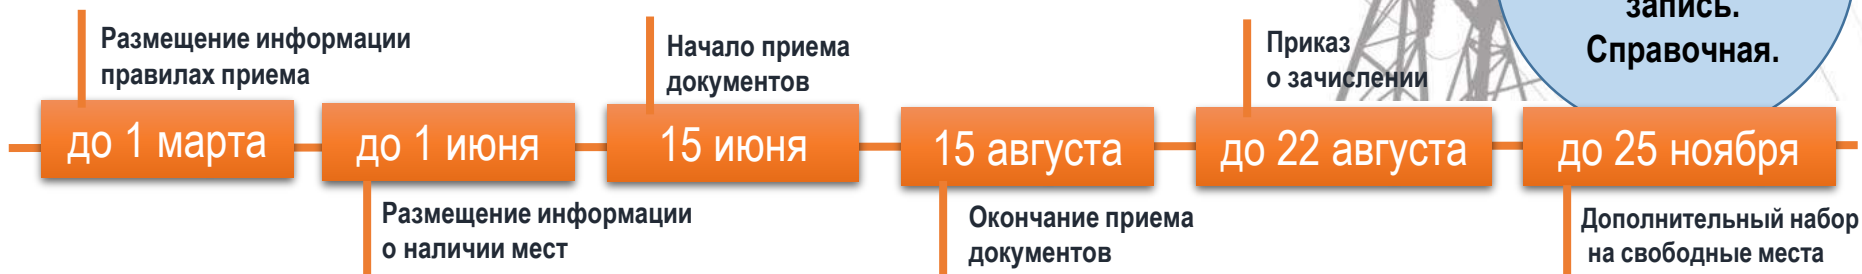 запись.
Справочная.
Размещение информации
правилах приема
Начало приема
документов
Приказ
о зачислении
до 1 марта
до 1 июня
15 июня
15 августа
до 22 августа
до 25 ноября
Размещение информации
о наличии мест
Окончание приема
документов
Дополнительный набор
на свободные места